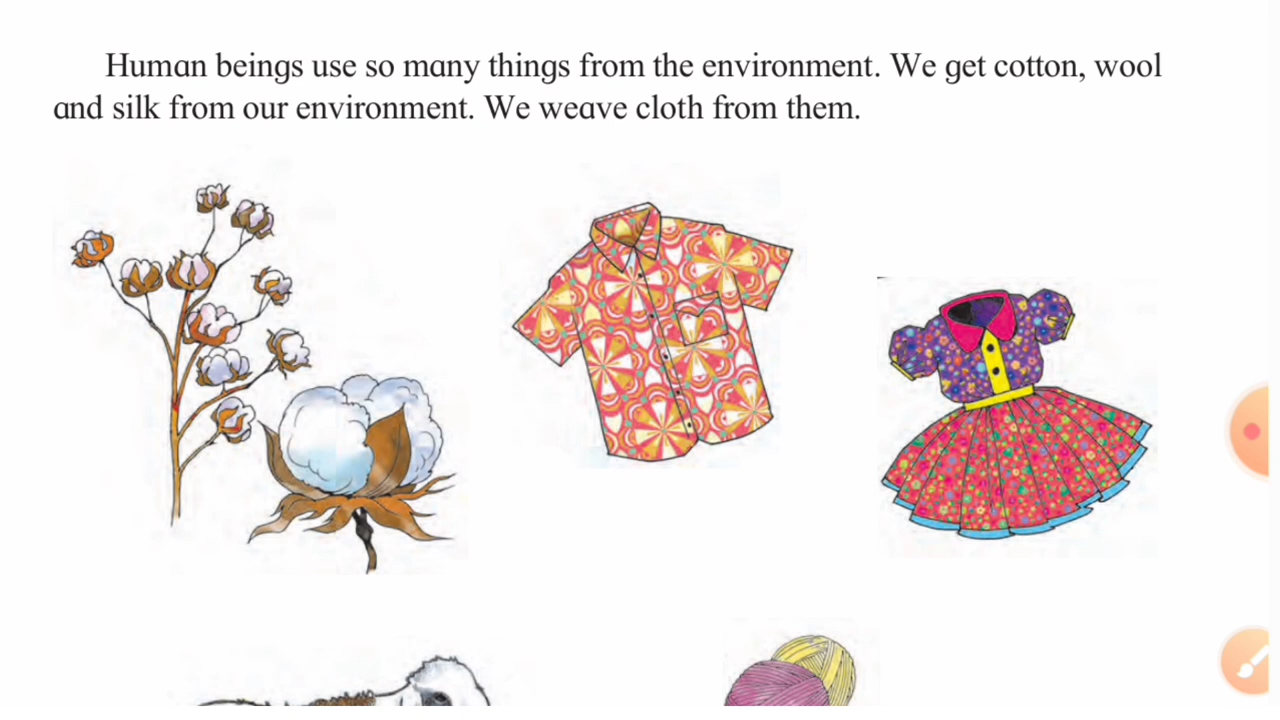 Human beings use so many things from the environment. We get cotton, wool
and silk from our environment. We weave cloth from them.